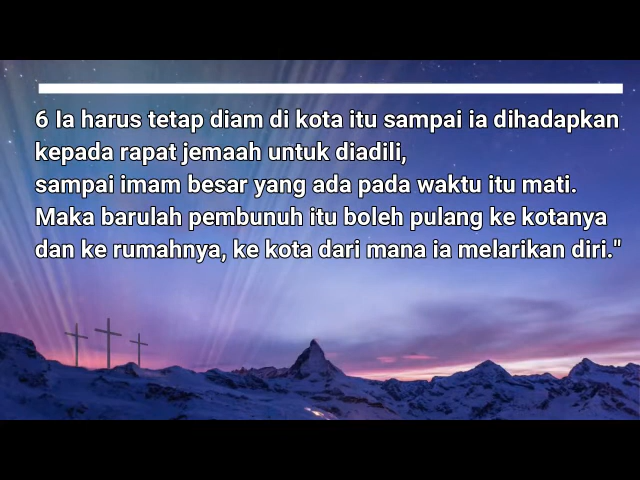 6 Ia harus tetap diam di kota itu sampai ia dihadapkan
kepada rapat jemaah untuk diadili,
sampai imam besar yang ada pada waktu itu mati.
Maka barulah pembunuh itu boleh pulang ke kotanya
dan ke rumahnya, ke kota dari mana ia melarikan diri."